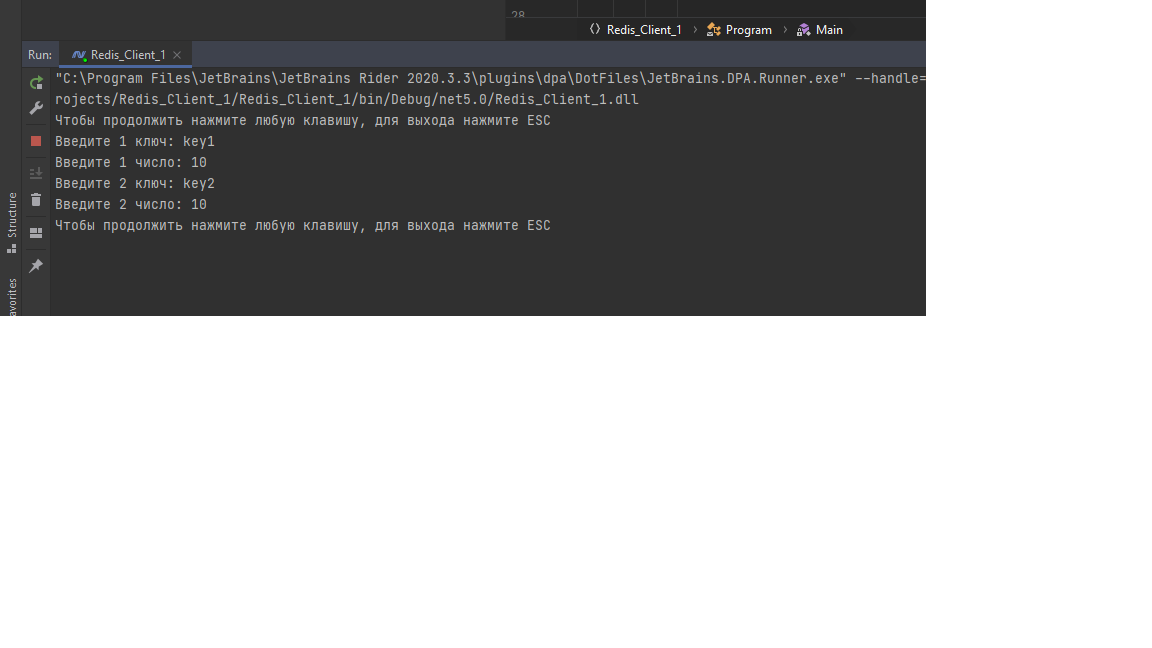 28
Redis_Client_1 > Program > Main
Run: Redis_Client_1 ×
"C:\Program Files\JetBrains\JetBrains Rider 2020.3.3\plugins\dpa\DotFiles\JetBrains.DPA.Runner.exe" --handle=
rojects/Redis_Client_1/Redis_Client_1/bin/Debug/net5.0/Redis_Client_1.dll
Чтобы продолжить нажмите любую клавишу, для выхода нажмите ESC
Введите 1 ключ: key1
Введите 1 число: 10
Введите 2 ключ: key2
Введите 2 число: 10
Чтобы продолжить нажмите любую клавишу, для выхода нажмите ESC
Structure
avorites